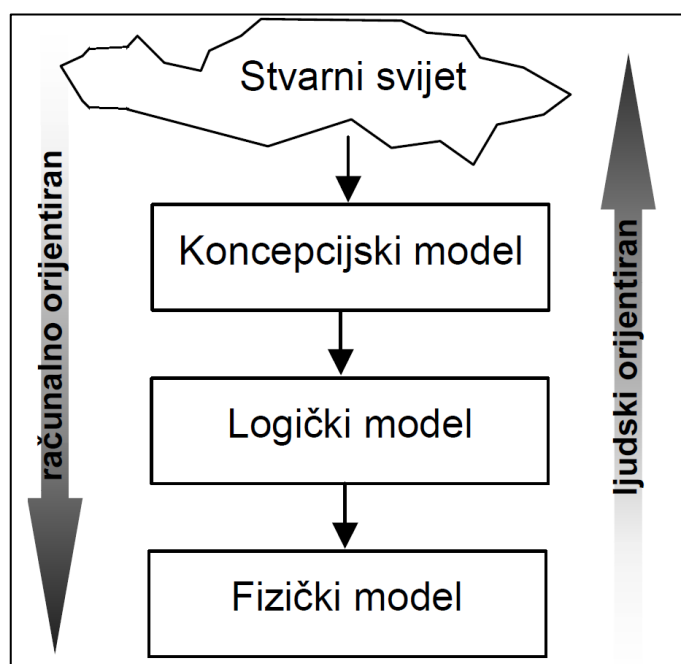 Stvarni svijet
Koncepcijski model
Logički model
Fizički model
računalno orijentiran
ljudski orijentiran